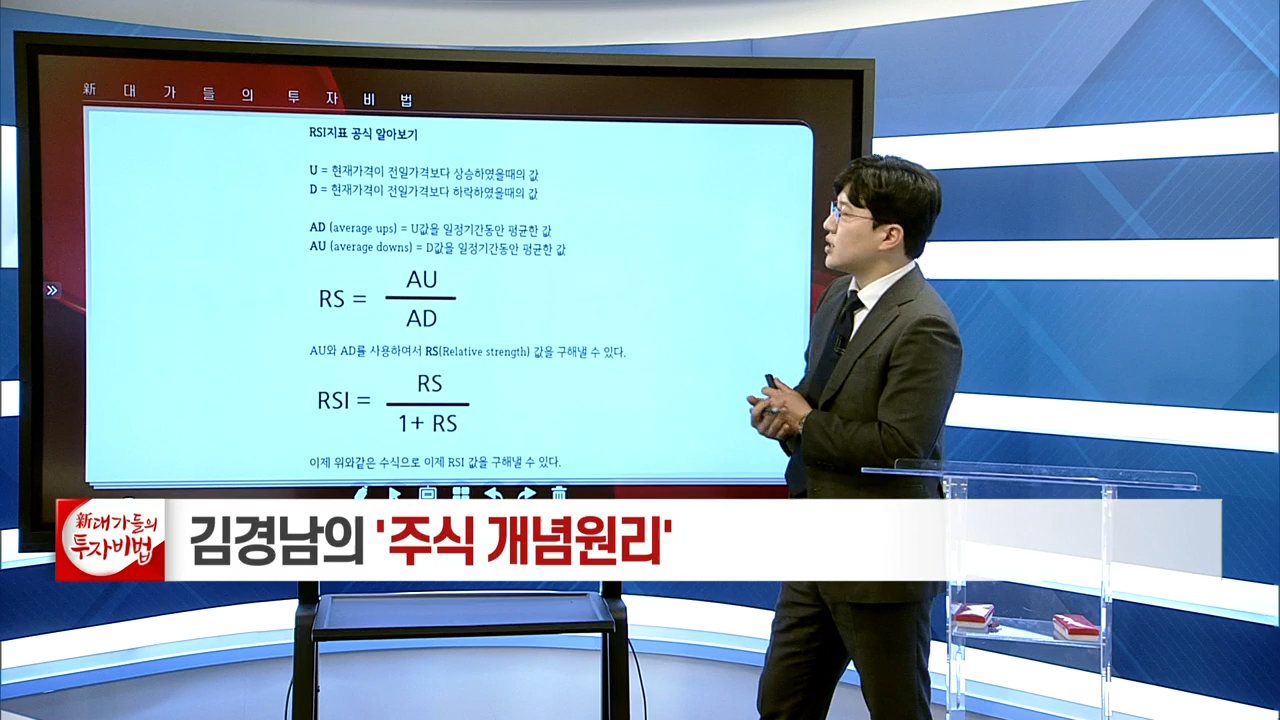 新 대 가 들 의 투 자 비 법
RSI지표 공식 알아보기
U = 현재가격이 전일가격보다 상승하였을때의 값
D = 현재가격이 전일가격보다 하락하였을때의 값
AD (average ups) = U값을 일정기간동안 평균한 값
AU (average downs) = D값을 일정기간동안 평균한 값
RS = AU
AD
AU와 AD를 사용하여서 RS(Relative strength) 값을 구해낼 수 있다.
RSI = RS
1+ RS
이제 위와같은 수식으로 이제 RSI 값을 구해낼 수 있다.
新대가들의
투자비법
김경남의 '주식 개념원리'